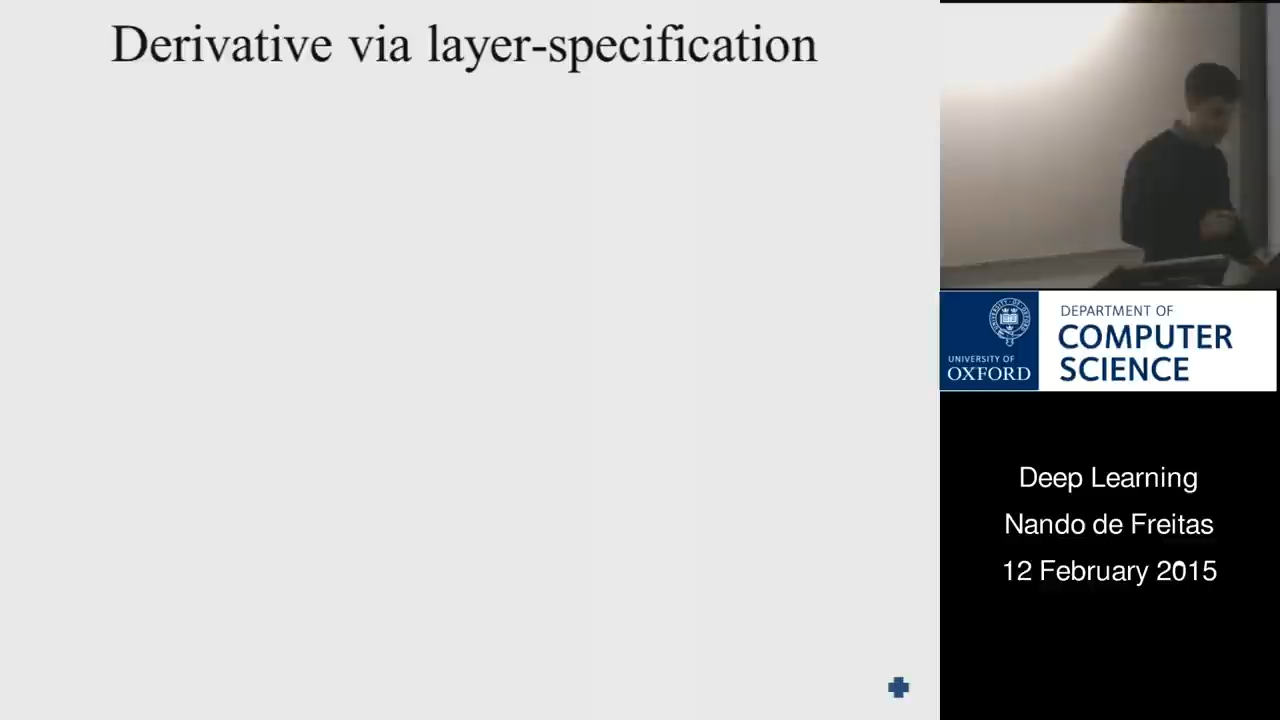 Derivative via layer-specification
UNIVERSITY OF
OXFORD
DEPARTMENT OF
COMPUTER
SCIENCE
Deep Learning
Nando de Freitas
12 February 2015